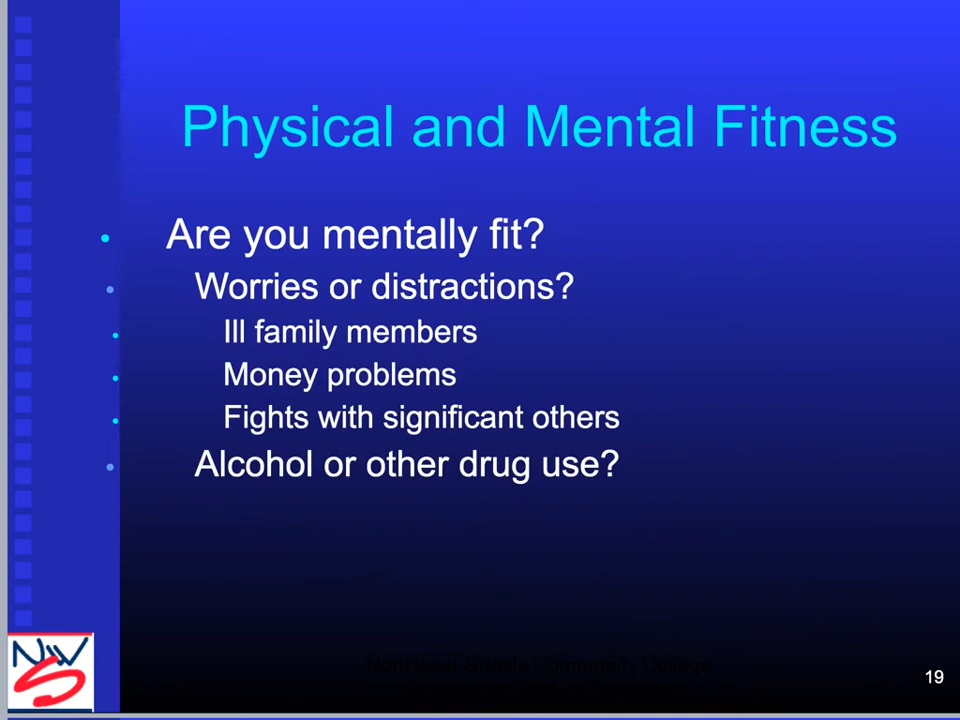 Physical and Mental Fitness
• Are you mentally fit?
• Worries or distractions?
• Ill family members
• Money problems
• Fights with significant others
• Alcohol or other drug use?
Northwest Shoals Community College
19
NWS